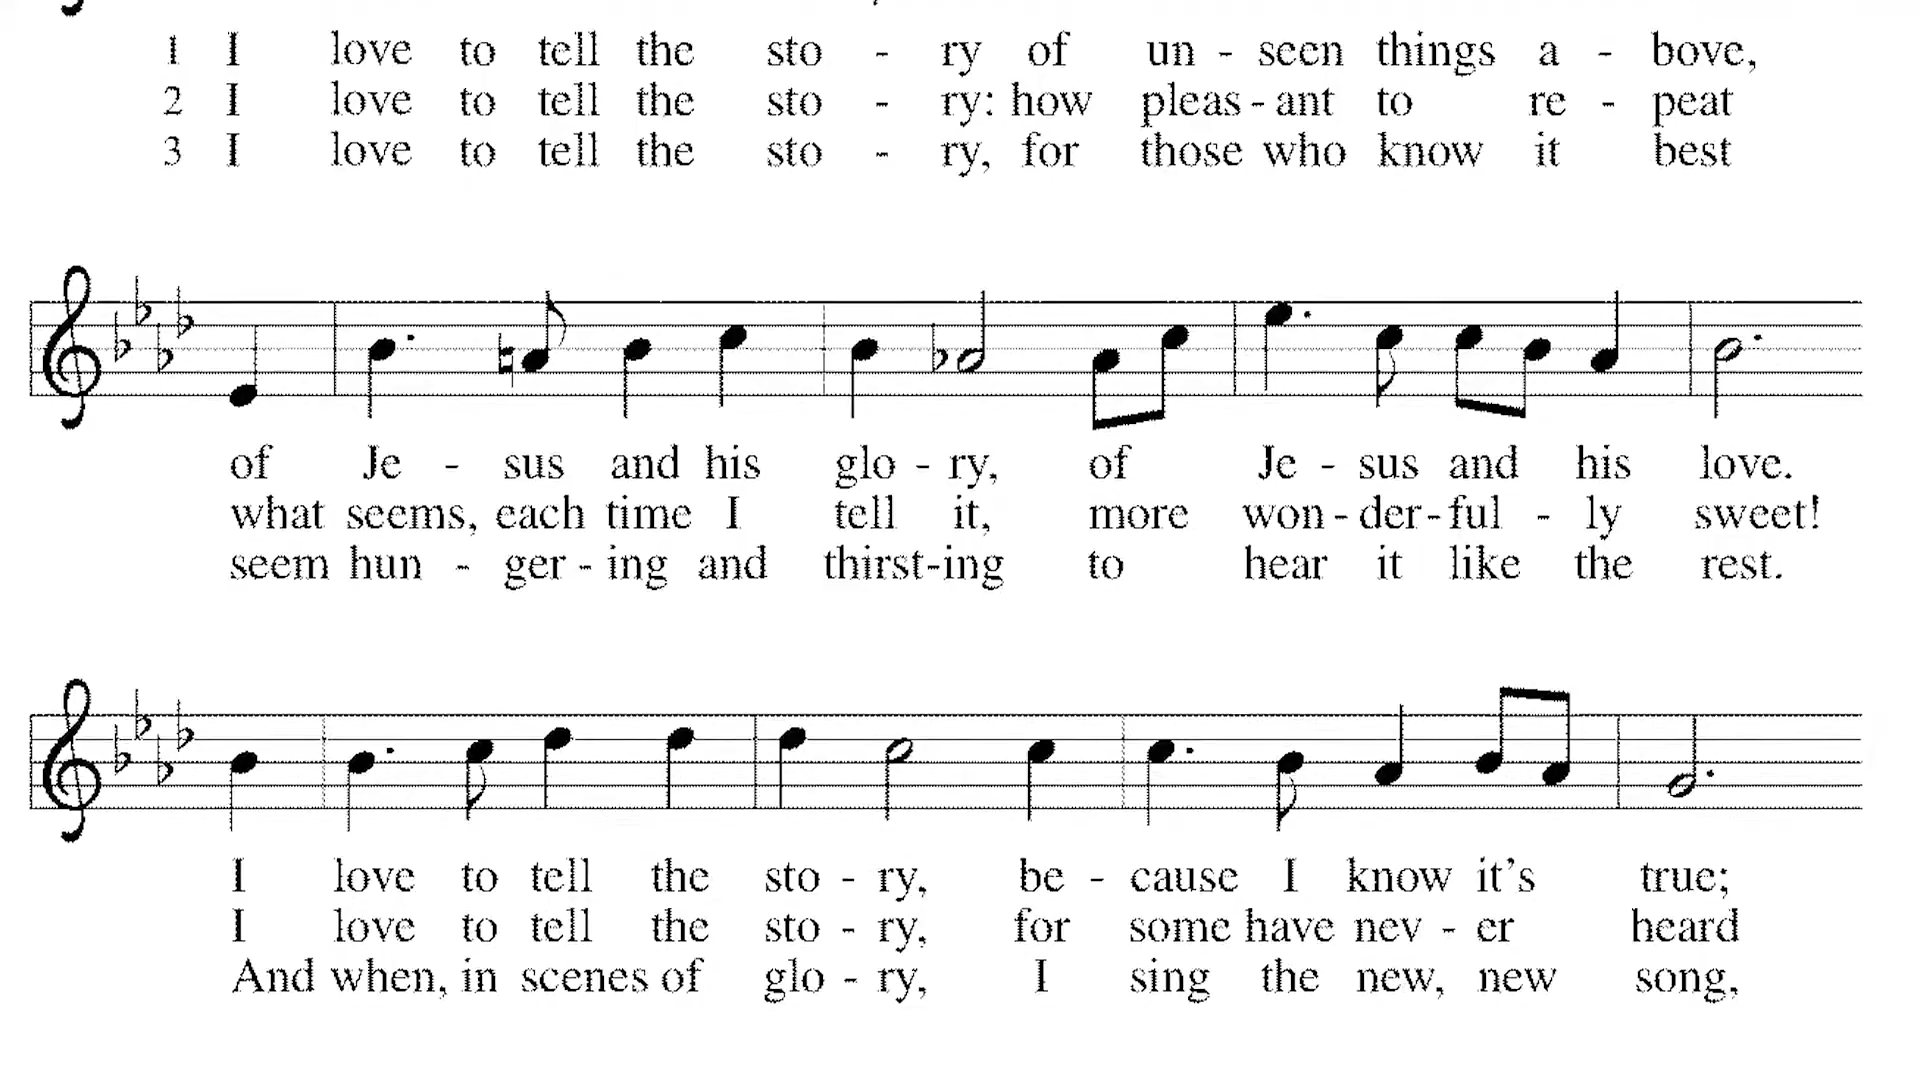 1 I love to tell the sto - ry of un - seen things a - bove,
2 I love to tell the sto - ry: how pleas - ant to re - peat
3 I love to tell the sto - ry, for those who know it best
of Je - sus and his glo - ry, of Je - sus and his love.
what seems, each time I tell it, more won - der - ful - ly sweet!
seem hun - ger - ing and thirst - ing to hear it like the rest.
I love to tell the sto - ry, be - cause I know it's true;
I love to tell the sto - ry, for some have nev - er heard
And when, in scenes of glo - ry, I sing the new, new song,